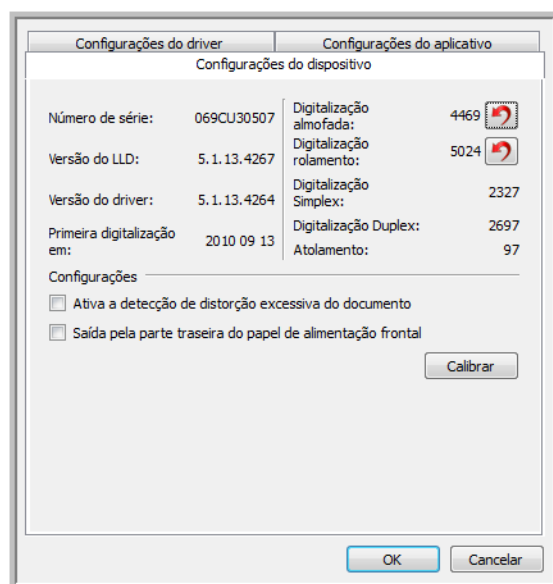 Configurações do driver
Configurações do aplicativo
Configurações do dispositivo
Número de série: 069CU30507
Versão do LLD: 5.1.13.4267
Versão do driver: 5.1.13.4264
Primeira digitalização
em: 2010 09 13
Digitalização
almofada: 4469
Digitalização
rolamento: 5024
Digitalização
Simplex: 2327
Digitalização Duplex: 2697
Atolamento: 97
Configurações
Ativa a detecção de distorção excessiva do documento
Saída pela parte traseira do papel de alimentação frontal
Calibrar
OK
Cancelar